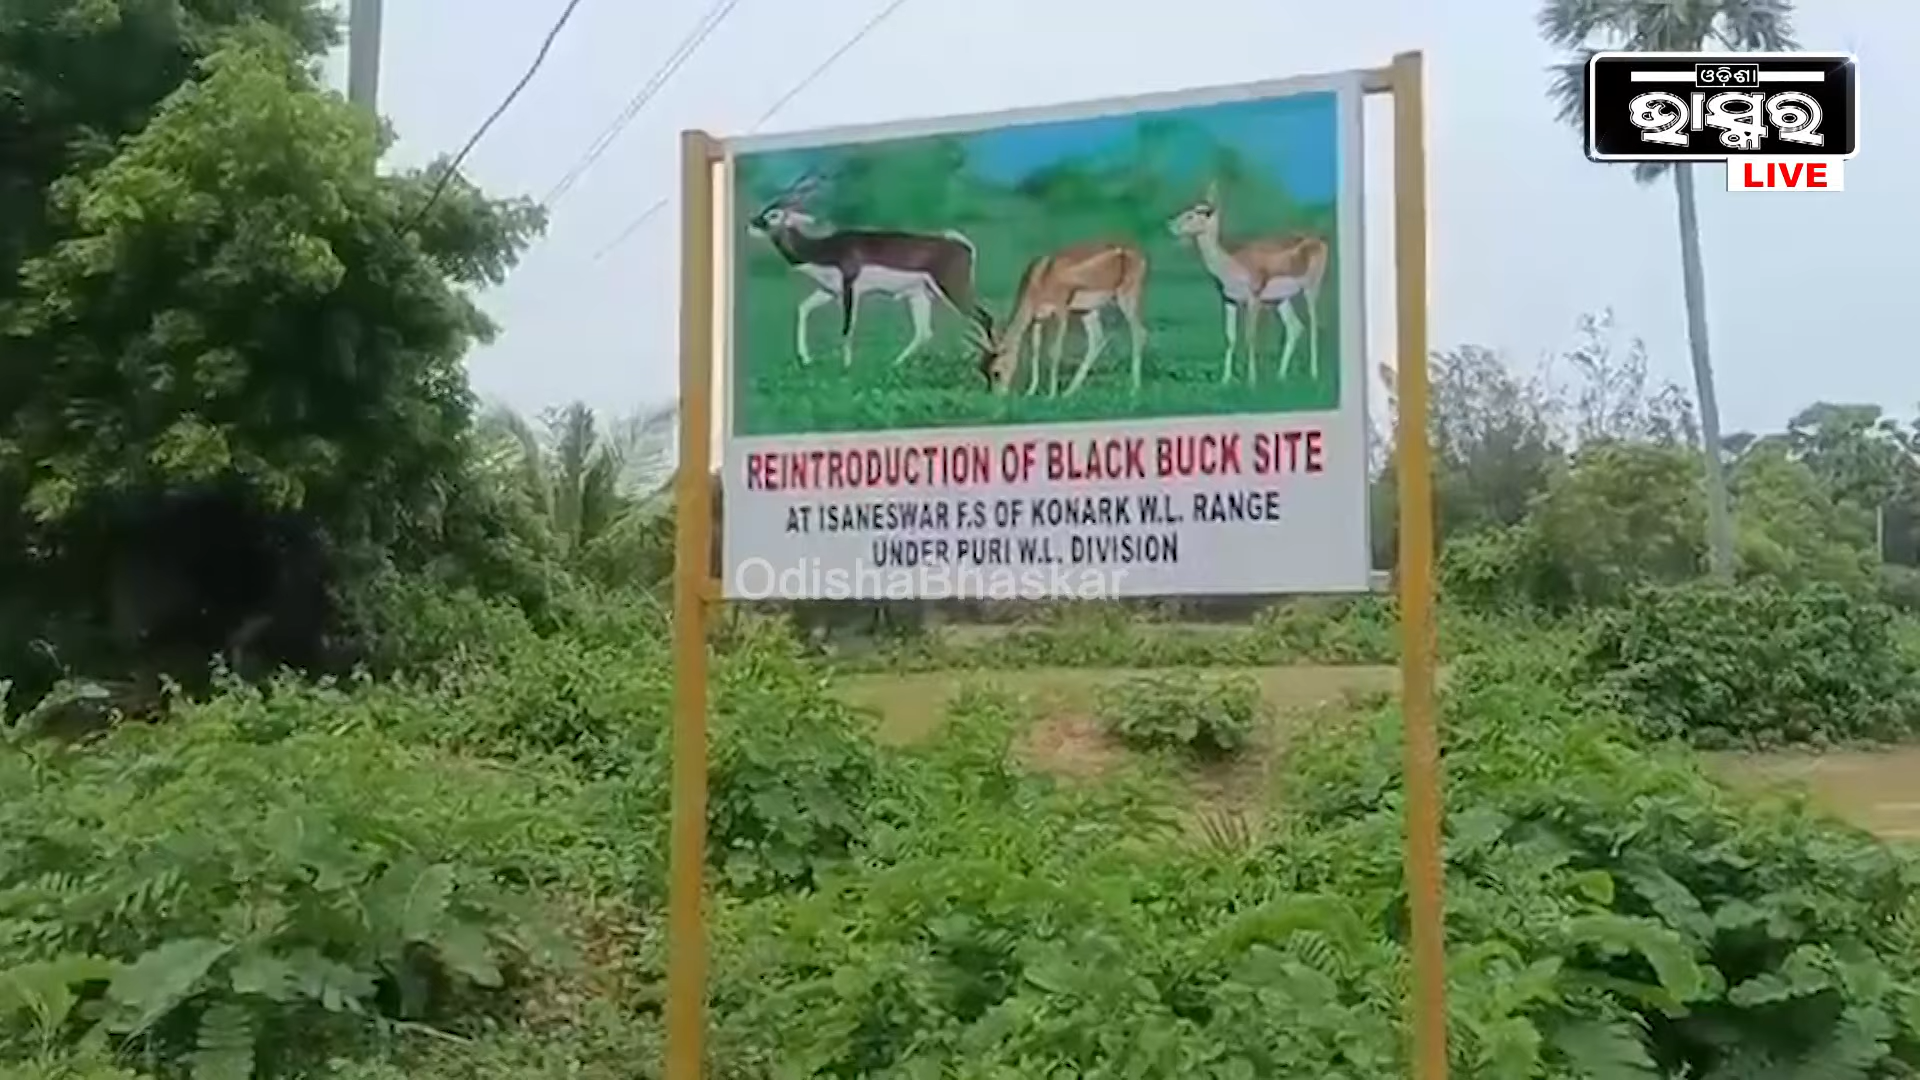 ଓଡ଼ିଶା
ଭାସ୍କର
LIVE
REINTRODUCTION OF BLACK BUCK SITE
AT ISANESWAR F.S OF KONARK W.L. RANGE
UNDER PURI W.L. DIVISION
OdishaBhaskar